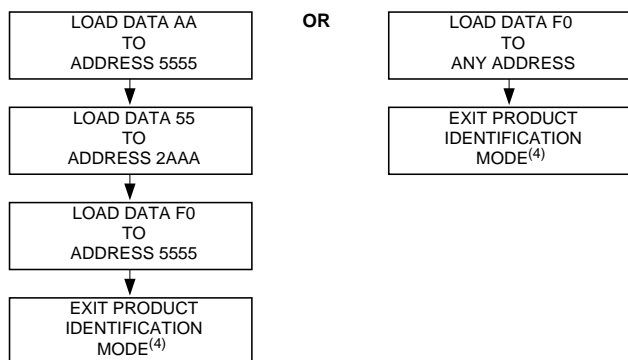 LOAD DATA AA
TO
ADDRESS 5555
LOAD DATA 55
TO
ADDRESS 2AAA
LOAD DATA F0
TO
ADDRESS 5555
EXIT PRODUCT
IDENTIFICATION
MODE(4)
OR
LOAD DATA F0
TO
ANY ADDRESS
EXIT PRODUCT
IDENTIFICATION
MODE(4)